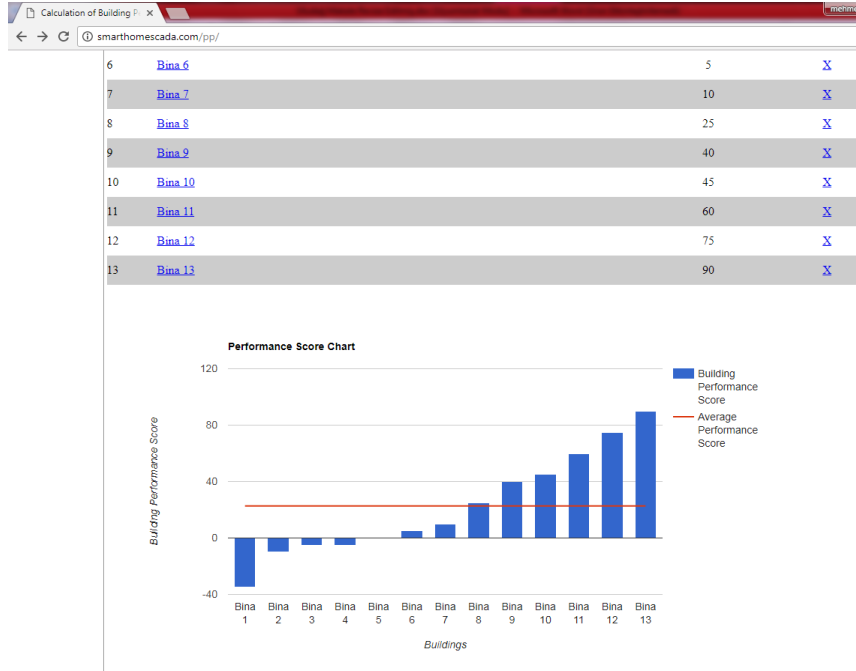 Calculation of Building P
mehme
smarthomescada.com/pp/
6 Bina 6 5 X
7 Bina 7 10 X
8 Bina 8 25 X
9 Bina 9 40 X
10 Bina 10 45 X
11 Bina 11 60 X
12 Bina 12 75 X
13 Bina 13 90 X
Performance Score Chart
120
80
40
0
-40
Building Performance Score
Building
Performance
Score
Average
Performance
Score
Bina Bina Bina Bina Bina Bina Bina Bina Bina Bina Bina Bina Bina
1 2 3 4 5 6 7 8 9 10 11 12 13
Buildings